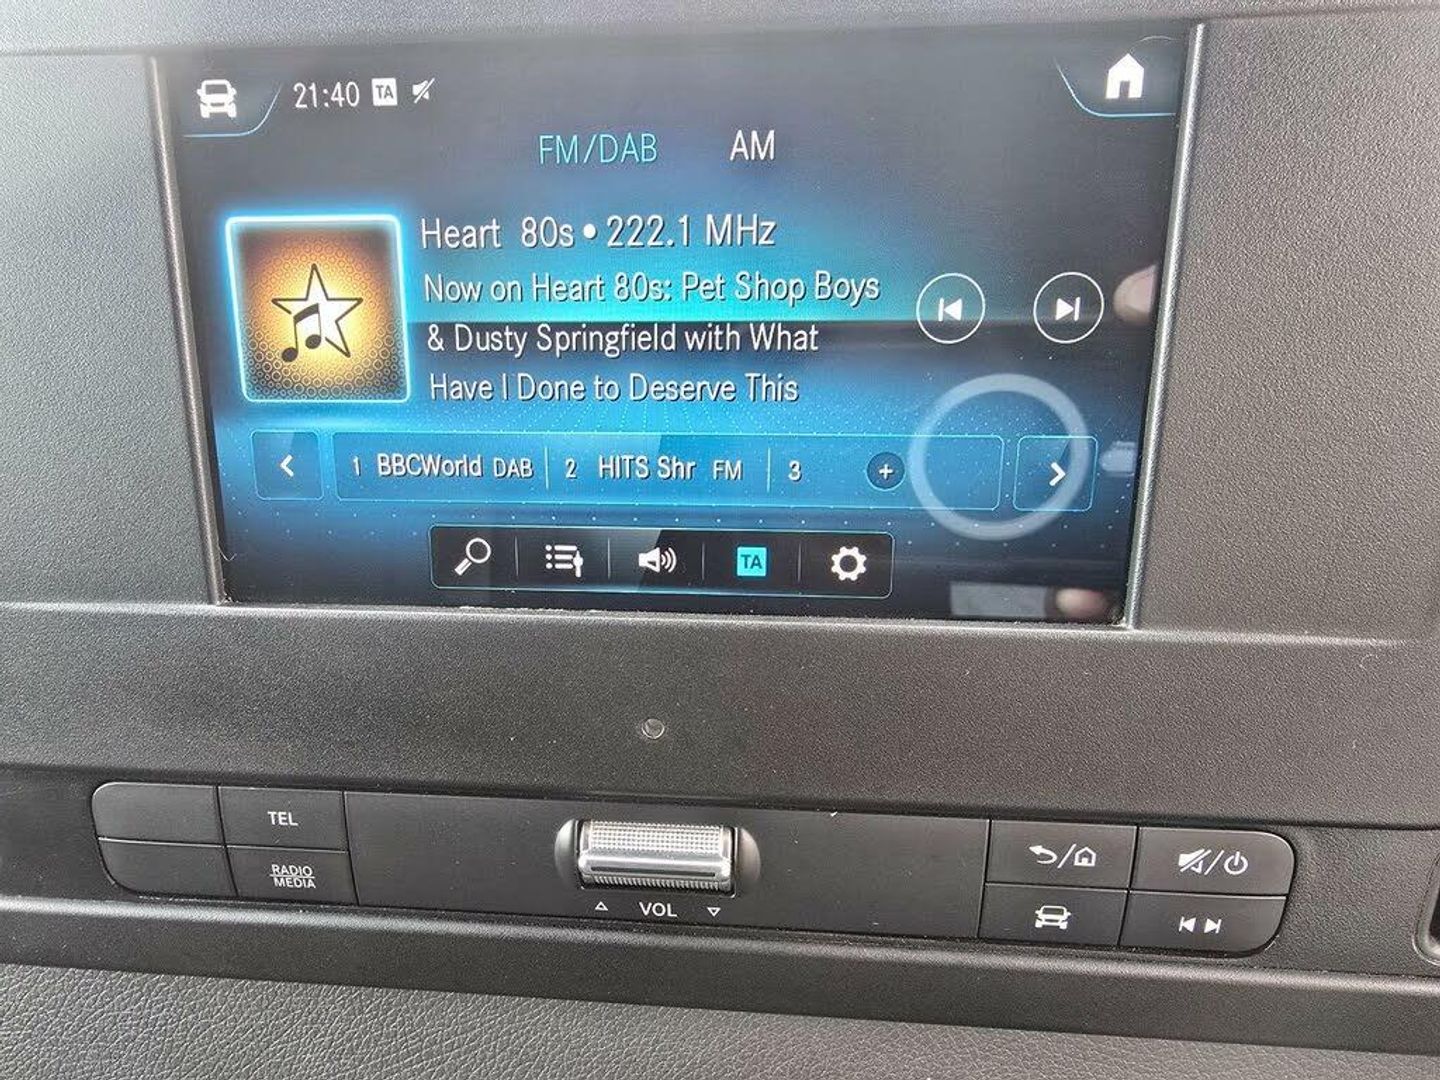 21:40 TA
FM/DAB AM
Heart 80s • 222.1 MHz
Now on Heart 80s: Pet Shop Boys
& Dusty Springfield with What
Have I Done to Deserve This
1 BBCWorld DAB 2 HITS Shr FM 3 +
TA
TEL
RADIO
MEDIA
VOL